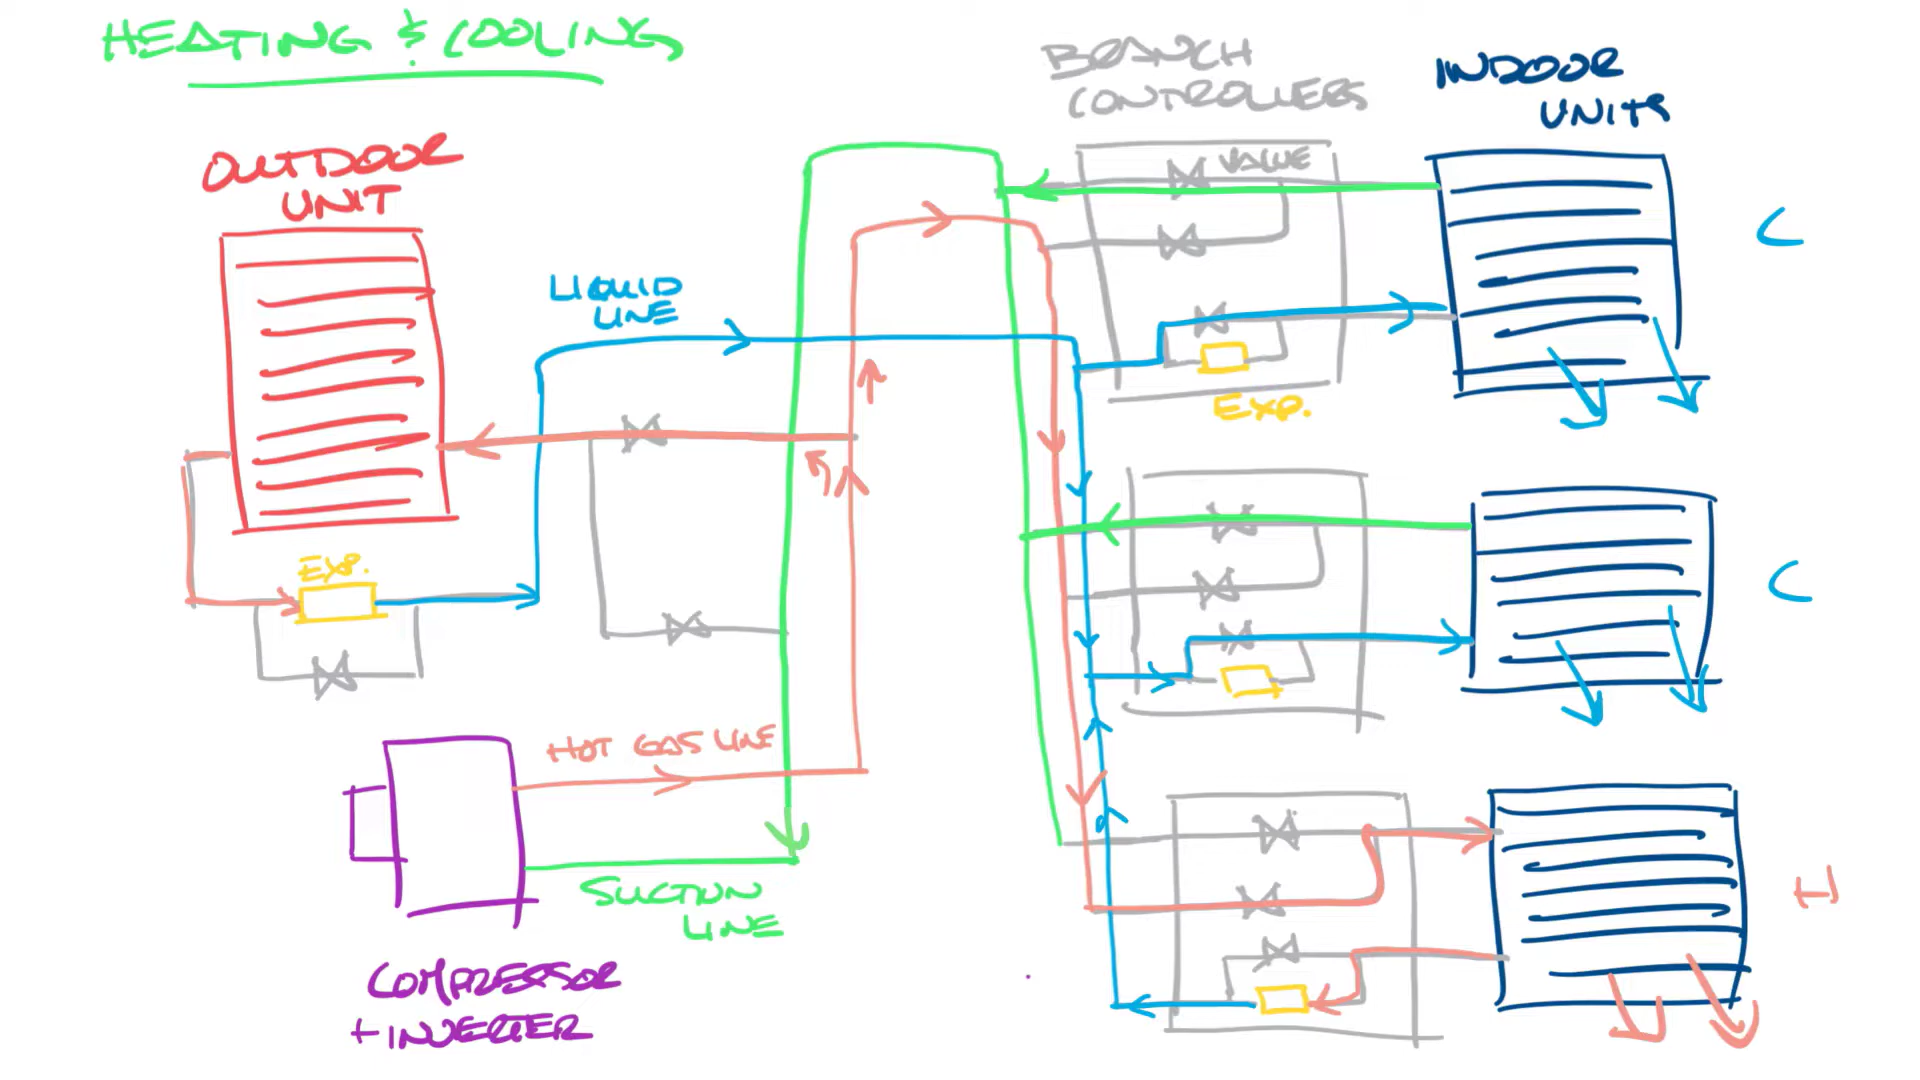 HEATING & COOLING
BRANCH
CONTROLLERS
INDOOR
UNITS
OUTDOOR
UNIT
VALVE
C
LIQUID
LINE
EXP.
EXP.
C
HOT GAS LINE
SUCTION
LINE
H
COMPRESSOR
+ INVERTER